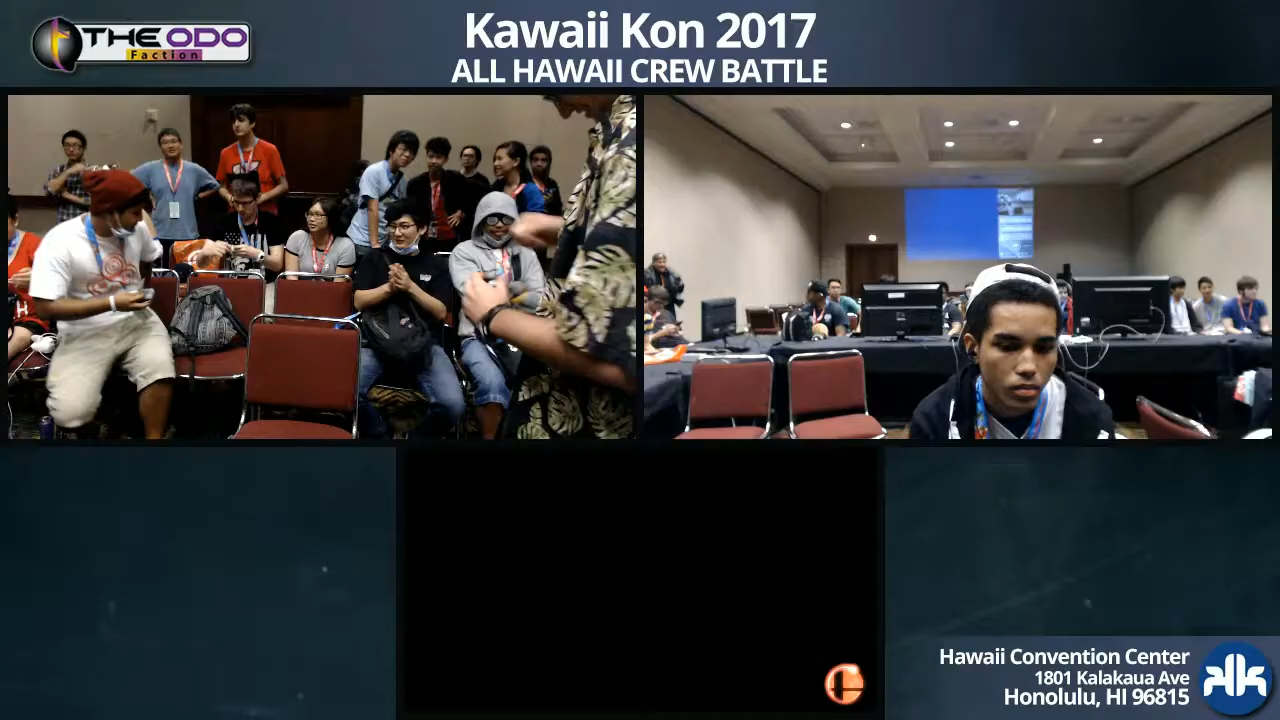 THE ODO
Faction
Kawaii Kon 2017
ALL HAWAII CREW BATTLE
H
Hawaii Convention Center
1801 Kalakaua Ave
Honolulu, HI 96815